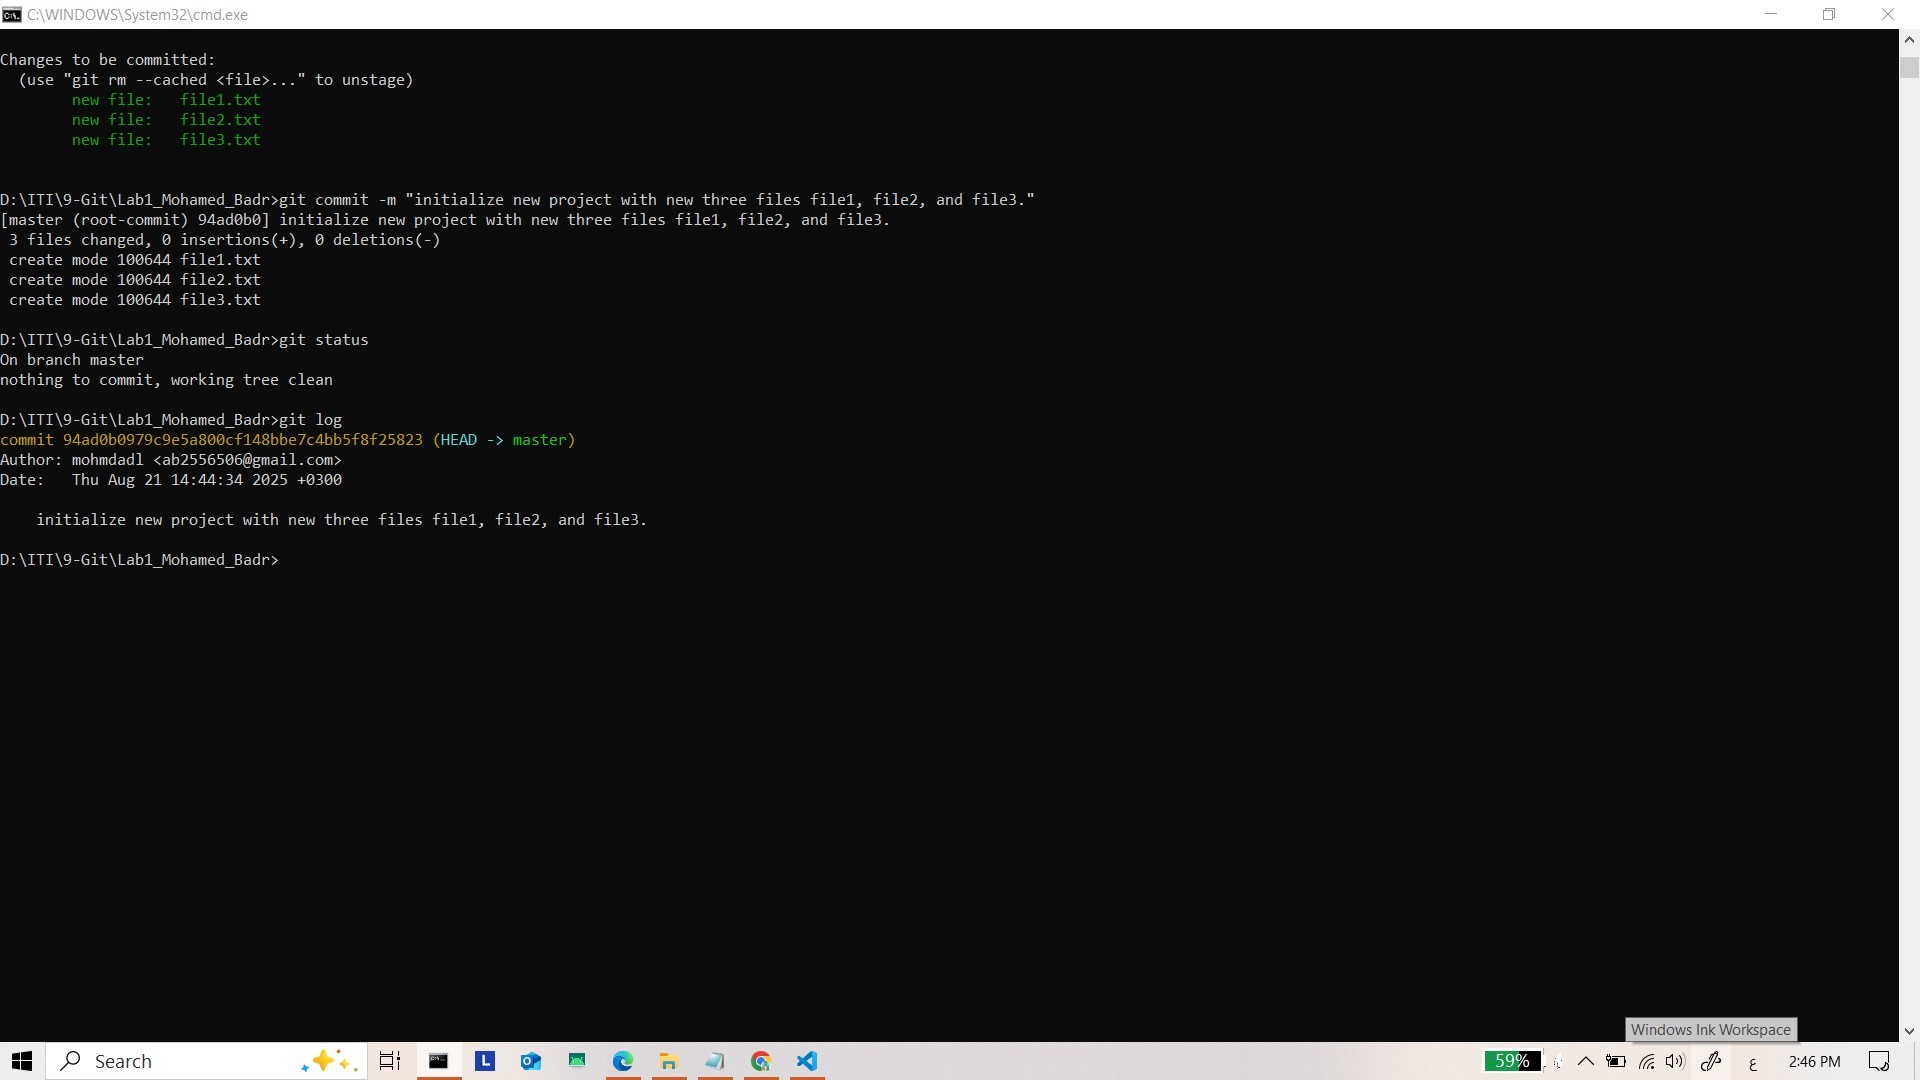 C:\WINDOWS\System32\cmd.exe
Changes to be committed:
  (use "git rm --cached <file>..." to unstage)
        new file:   file1.txt
        new file:   file2.txt
        new file:   file3.txt
D:\ITI\9-Git\Lab1_Mohamed_Badr>git commit -m "initialize new project with new three files file1, file2, and file3."
[master (root-commit) 94ad0b0] initialize new project with new three files file1, file2, and file3.
 3 files changed, 0 insertions(+), 0 deletions(-)
 create mode 100644 file1.txt
 create mode 100644 file2.txt
 create mode 100644 file3.txt
D:\ITI\9-Git\Lab1_Mohamed_Badr>git status
On branch master
nothing to commit, working tree clean
D:\ITI\9-Git\Lab1_Mohamed_Badr>git log
commit 94ad0b0979c9e5a800cf148bbe7c4bb5f8f25823 (HEAD -> master)
Author: mohmdadl <ab2556506@gmail.com>
Date:   Thu Aug 21 14:44:34 2025 +0300
    initialize new project with new three files file1, file2, and file3.
D:\ITI\9-Git\Lab1_Mohamed_Badr>
Windows Ink Workspace
Search
L
59%
ع
2:46 PM